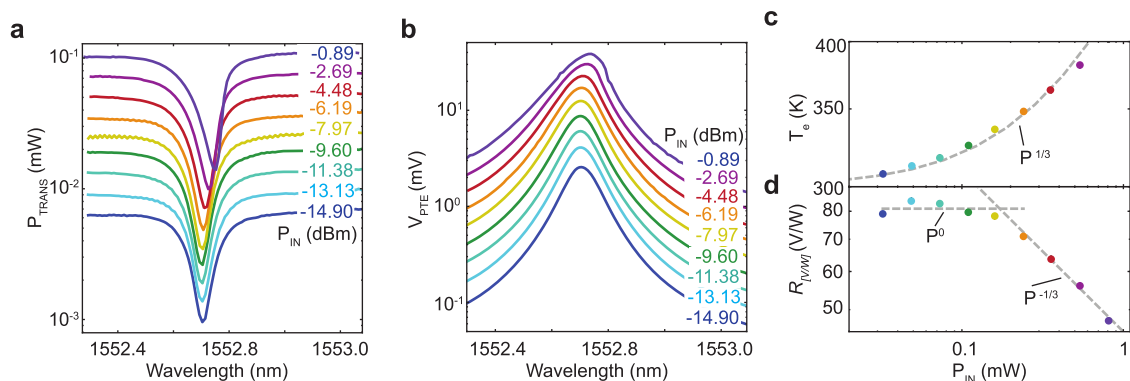 a
P_TRANS (mW)
10^-1
10^-2
10^-3
-0.89
-2.69
-4.48
-6.19
-7.97
-9.60
-11.38
-13.13
-14.90
P_IN (dBm)
1552.4
1552.8
1553.0
Wavelength (nm)
b
V_PTE (mV)
10^1
10^0
10^-1
P_IN (dBm)
-0.89
-2.69
-4.48
-6.19
-7.97
-9.60
-11.38
-13.13
-14.90
1552.4
1552.8
1553.0
Wavelength (nm)
c
T_e (K)
400
350
300
P^1/3
d
R_[V/W] (V/W)
80
70
60
50
P^0
P^-1/3
0.1
1
P_IN (mW)